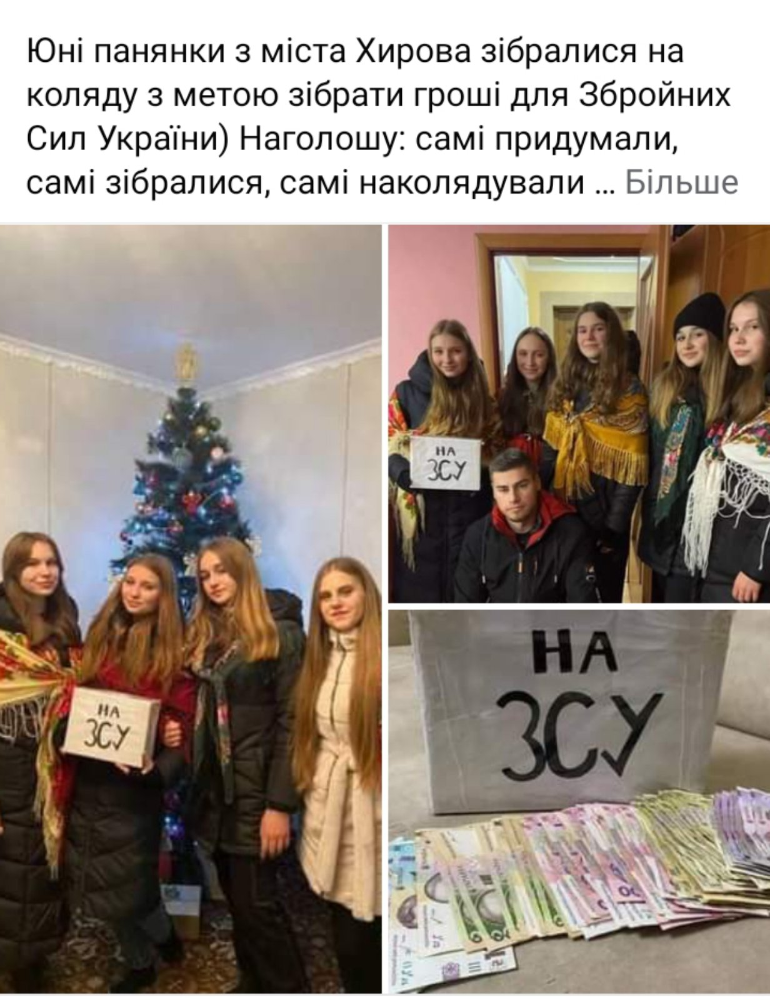 Юні панянки з міста Хирова зібралися на
коляду з метою зібрати гроші для Збройних
Сил України) Наголошу: самі придумали,
самі зібралися, самі наколядували ... Більше
НА
ЗСУ
НА
ЗСУ
НА
ЗСУ